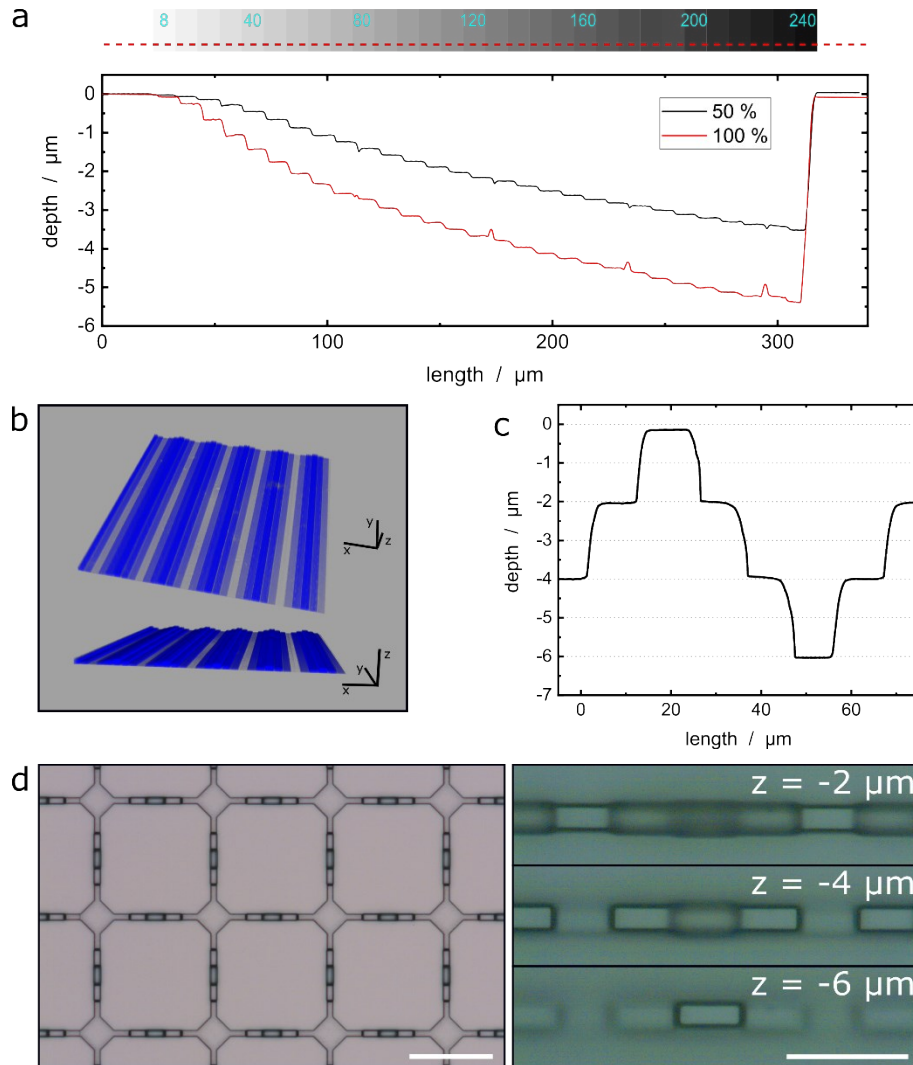 a
8 40 80 120 160 200 240
0
-1
-2
-3
-4
-5
-6
depth / µm
50 %
100 %
0 100 200 300
length / µm
b
y
x z
z
y
x
c
0
-1
-2
-4
-6
-7
depth / µm
0 20 40 60
length / µm
d
z = -2 µm
z = -4 µm
z = -6 µm